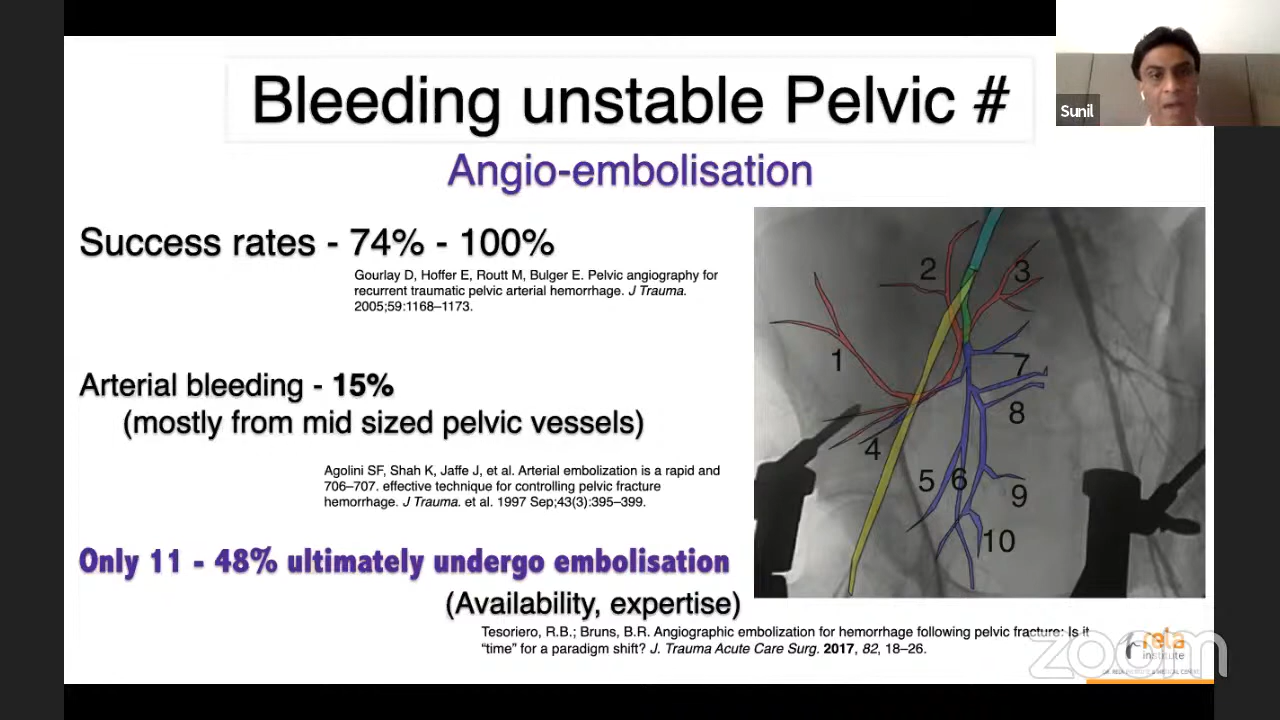 Bleeding unstable Pelvic #
Sunil
Angio-embolisation
Success rates - 74% - 100%
Gourlay D, Hoffer E, Routt M, Bulger E. Pelvic angiography for
recurrent traumatic pelvic arterial hemorrhage. J Trauma.
2005;59:1168–1173.
Arterial bleeding - 15%
(mostly from mid sized pelvic vessels)
Agolini SF, Shah K, Jaffe J, et al. Arterial embolization is a rapid and
706–707. effective technique for controlling pelvic fracture
hemorrhage. J Trauma. et al. 1997 Sep;43(3):395–399.
Only 11 - 48% ultimately undergo embolisation
(Availability, expertise)
Tesoriero, R.B.; Bruns, B.R. Angiographic embolization for hemorrhage following pelvic fracture: Is it
"time" for a paradigm shift? J. Trauma Acute Care Surg. 2017, 82, 18–26.
2
3
1
7
8
4
5
6
9
10
rela
institute
zoom